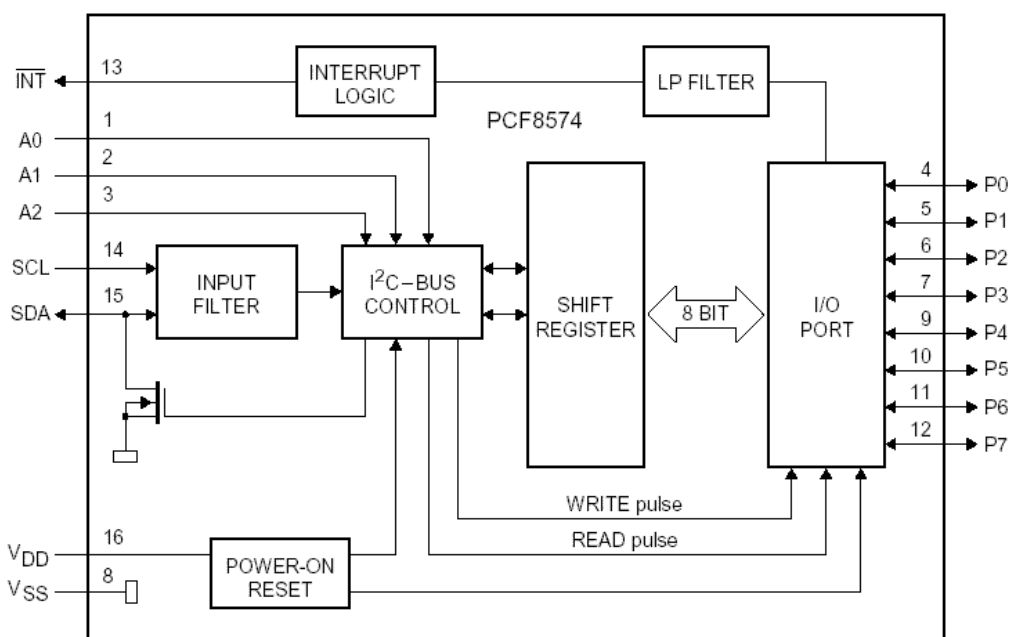 13
INT
INTERRUPT
LOGIC
LP FILTER
PCF8574
1
A0
2
A1
3
A2
14
SCL
15
SDA
INPUT
FILTER
I²C–BUS
CONTROL
SHIFT
REGISTER
8 BIT
I/O
PORT
4
P0
5
P1
6
P2
7
P3
9
P4
10
P5
11
P6
12
P7
WRITE pulse
READ pulse
16
VDD
8
VSS
POWER-ON
RESET